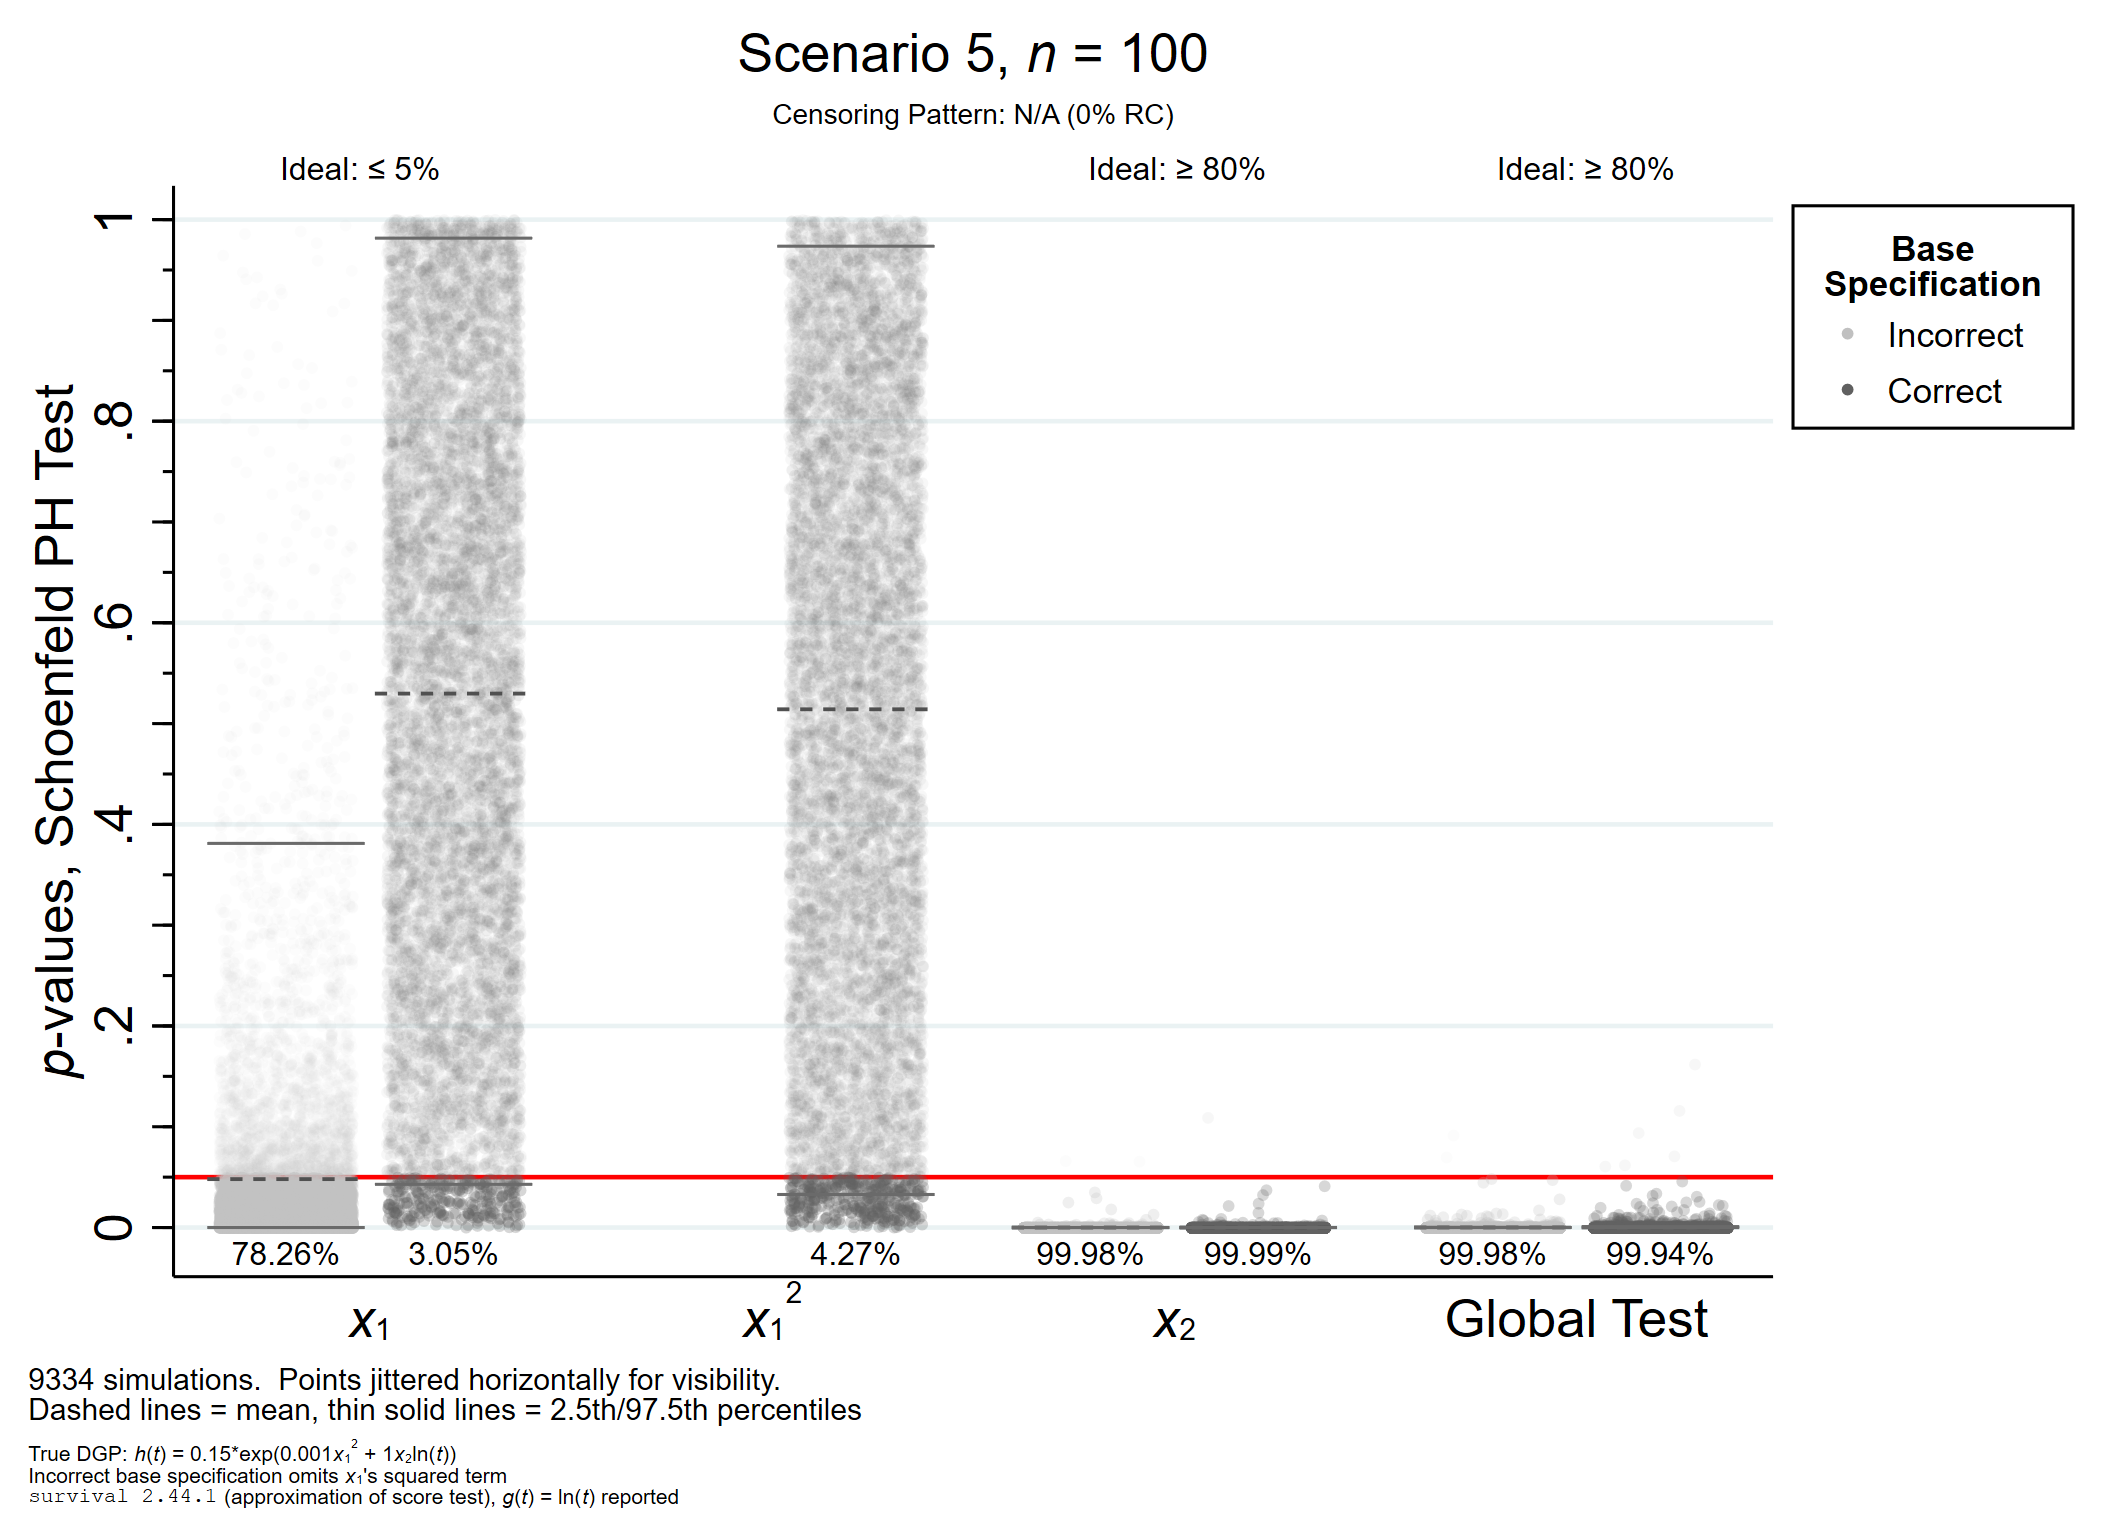 Scenario 5, n = 100
Censoring Pattern: N/A (0% RC)
Ideal: ≤ 5%
Ideal: ≥ 80%
Ideal: ≥ 80%
p-values, Schoenfeld PH Test
1
.8
.6
.4
.2
0
78.26%
3.05%
4.27%
99.98%
99.99%
99.98%
99.94%
x₁
x₁²
x₂
Global Test
Base
Specification
Incorrect
Correct
9334 simulations.  Points jittered horizontally for visibility.
Dashed lines = mean, thin solid lines = 2.5th/97.5th percentiles
True DGP: h(t) = 0.15*exp(0.001x₁² + 1x₂ln(t))
Incorrect base specification omits x₁'s squared term
survival 2.44.1 (approximation of score test), g(t) = ln(t) reported